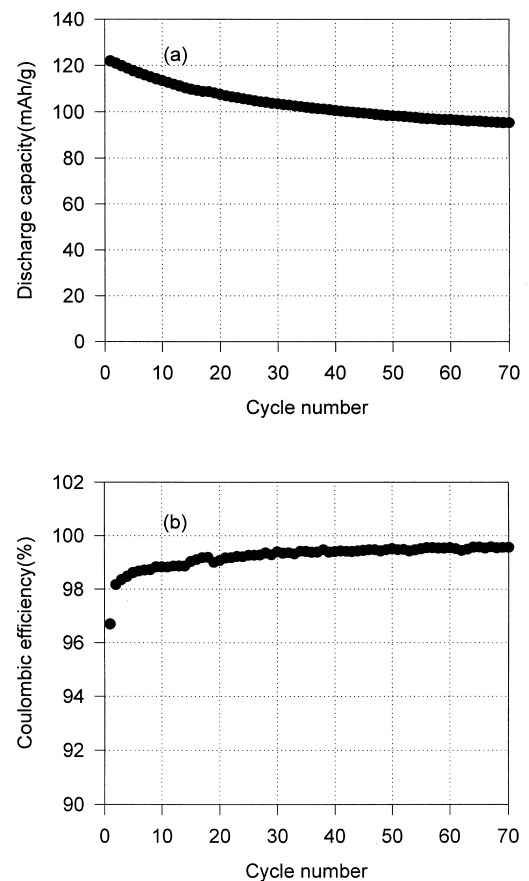 140
120
100
80
60
40
20
0
(a)
Discharge capacity(mAh/g)
0 10 20 30 40 50 60 70
Cycle number
102
100
98
96
94
92
90
(b)
Coulombic efficiency(%)
0 10 20 30 40 50 60 70
Cycle number